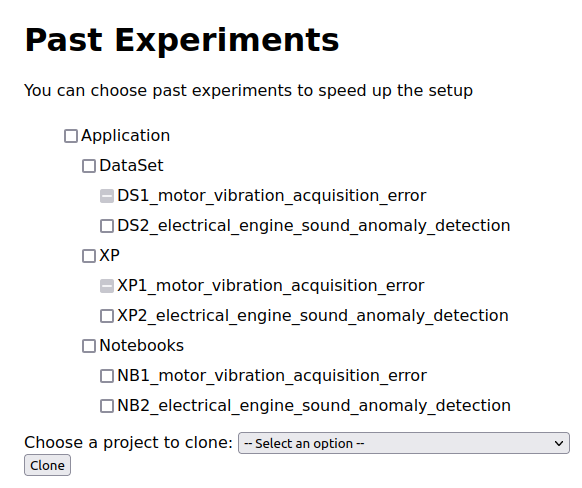 Past Experiments
You can choose past experiments to speed up the setup
Application
DataSet
DS1_motor_vibration_acquisition_error
DS2_electrical_engine_sound_anomaly_detection
XP
XP1_motor_vibration_acquisition_error
XP2_electrical_engine_sound_anomaly_detection
Notebooks
NB1_motor_vibration_acquisition_error
NB2_electrical_engine_sound_anomaly_detection
Choose a project to clone: -- Select an option --
Clone